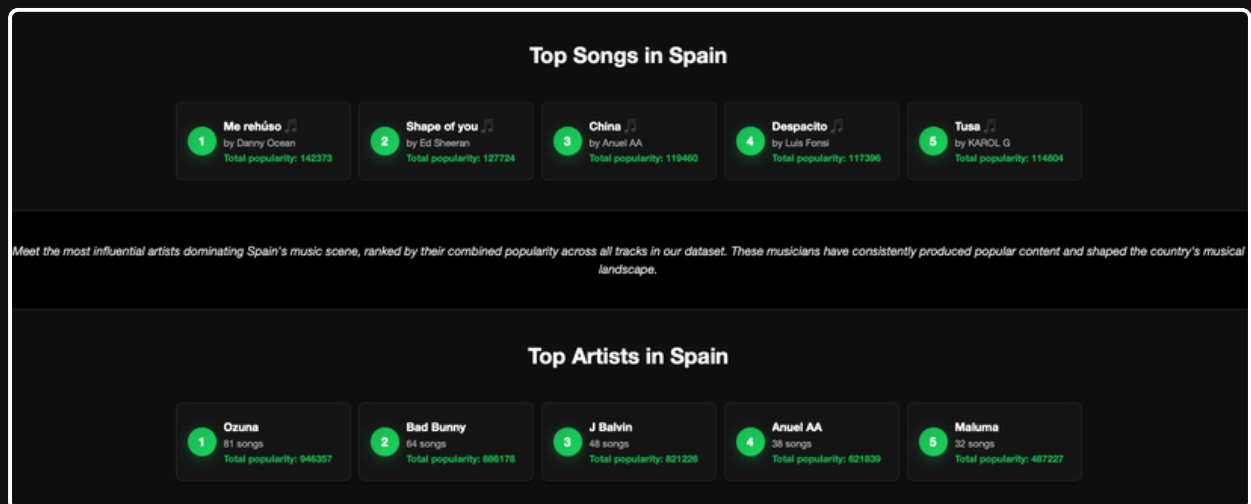 Top Songs in Spain
1
Me rehúso 🎵
by Danny Ocean
Total popularity: 142373
2
Shape of you 🎵
by Ed Sheeran
Total popularity: 127724
3
China 🎵
by Anuel AA
Total popularity: 119460
4
Despacito 🎵
by Luis Fonsi
Total popularity: 117396
5
Tusa 🎵
by KAROL G
Total popularity: 114804
Meet the most influential artists dominating Spain's music scene, ranked by their combined popularity across all tracks in our dataset. These musicians have consistently produced popular content and shaped the country's musical
landscape.
Top Artists in Spain
1
Ozuna
81 songs
Total popularity: 946357
2
Bad Bunny
64 songs
Total popularity: 886178
3
J Balvin
48 songs
Total popularity: 821226
4
Anuel AA
38 songs
Total popularity: 621839
5
Maluma
32 songs
Total popularity: 487227